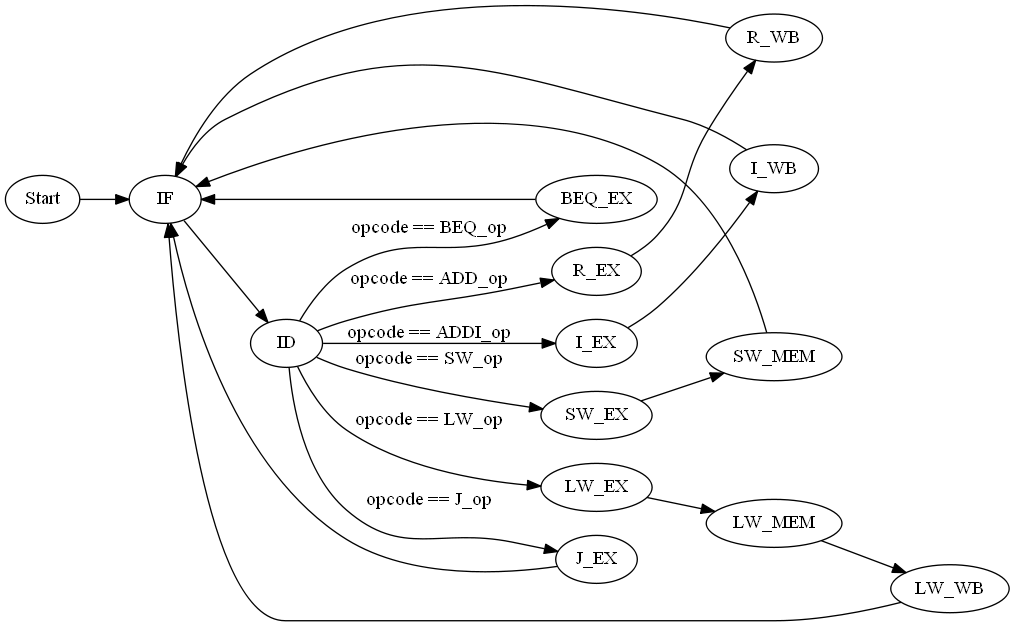 R_WB
I_WB
Start
IF
BEQ_EX
opcode == BEQ_op
R_EX
opcode == ADD_op
opcode == ADDI_op
ID
I_EX
opcode == SW_op
SW_MEM
SW_EX
opcode == LW_op
LW_EX
opcode == J_op
LW_MEM
J_EX
LW_WB